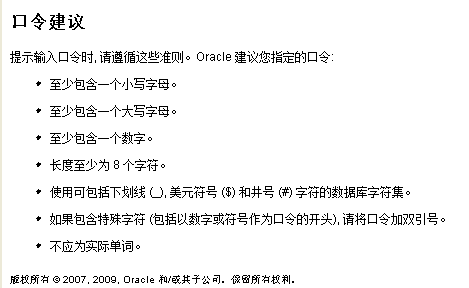 口令建议
提示输入口令时, 请遵循这些准则。Oracle 建议您指定的口令:
• 至少包含一个小写字母。
• 至少包含一个大写字母。
• 至少包含一个数字。
• 长度至少为 8 个字符。
• 使用可包括下划线 (_), 美元符号 ($) 和井号 (#) 字符的数据库字符集。
• 如果包含特殊字符 (包括以数字或符号作为口令的开头), 请将口令加双引号。
• 不应为实际单词。
版权所有 © 2007, 2009, Oracle 和/或其子公司。保留所有权利。